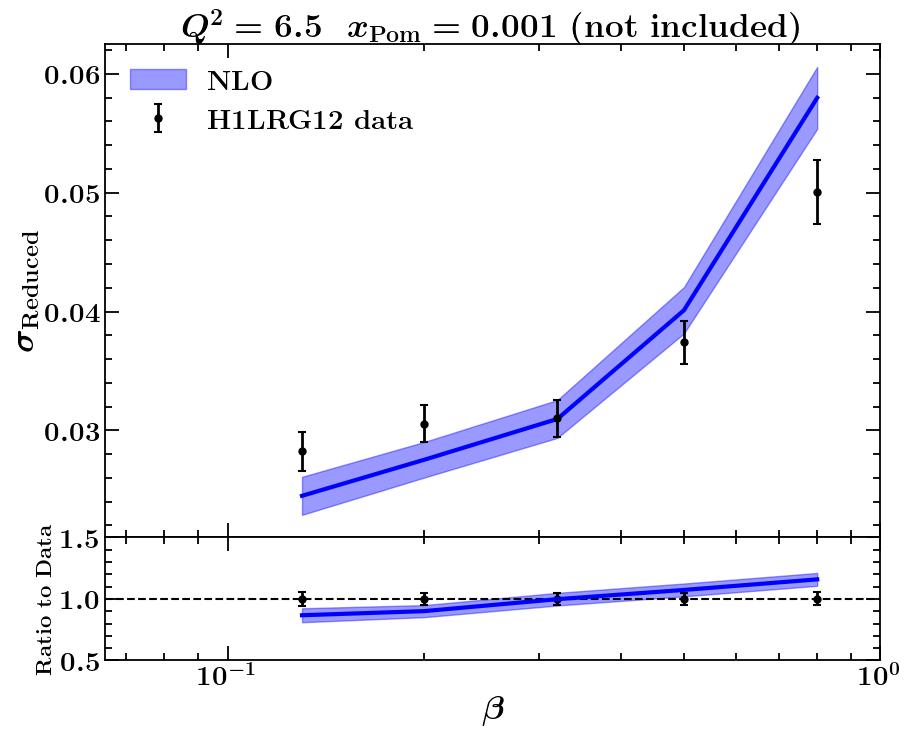 Q² = 6.5 x_Pom = 0.001 (not included)
NLO
H1LRG12 data
0.06
0.05
0.04
0.03
σ_Reduced
1.5
1.0
0.5
Ratio to Data
10⁻¹
10⁰
β